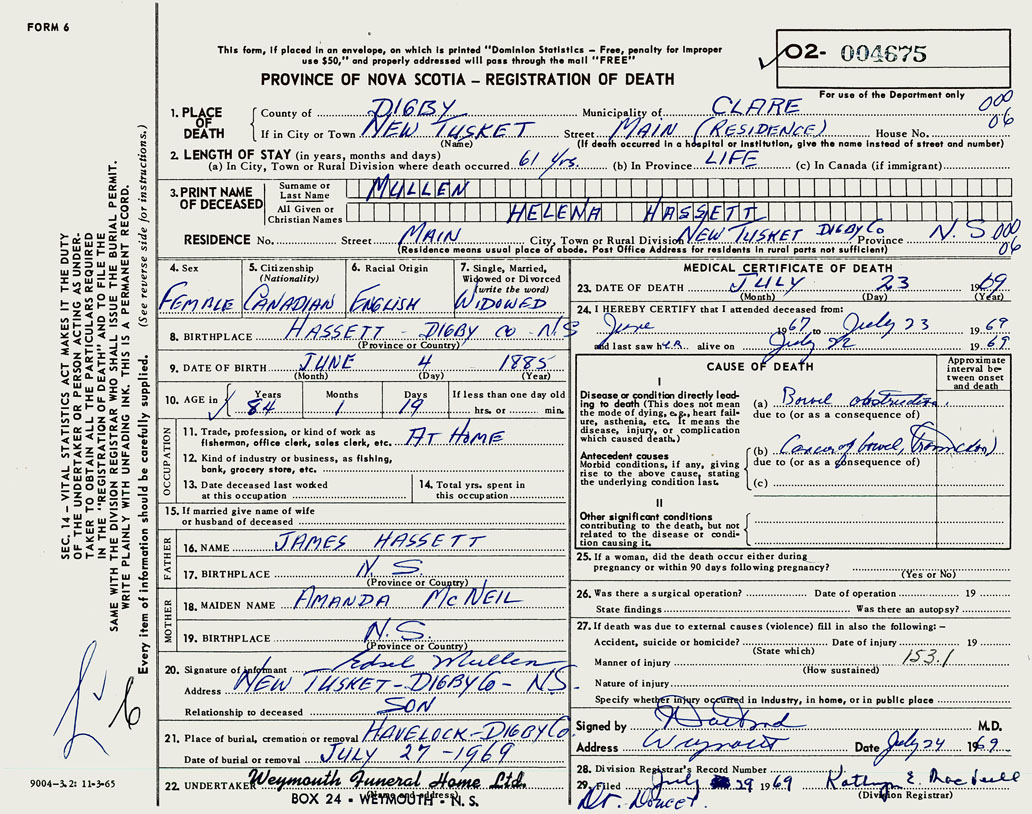 FORM 6
This form, if placed in an envelope, on which is printed "Dominion Statistics – Free, penalty for improper
use $50," and properly addressed will pass through the mail "FREE"
PROVINCE OF NOVA SCOTIA – REGISTRATION OF DEATH
02- 004675
For use of the Department only
1. PLACE OF DEATH
County of DIGBY Municipality of CLARE 000
If in City or Town NEW TUSKET Street MAIN (RESIDENCE) House No. 06
(Name) (If death occurred in a hospital or institution, give the name instead of street and number)
2. LENGTH OF STAY (in years, months and days)
(a) In City, Town or Rural Division where death occurred 61 yrs. (b) In Province LIFE (c) In Canada (if immigrant)
3. PRINT NAME OF DECEASED
Surname or Last Name MULLEN
All Given or Christian Names HELENA HASSETT
RESIDENCE No. Street MAIN City, Town or Rural Division NEW TUSKET DIGBY CO Province N.S 000
(Residence means usual place of abode. Post Office Address for residents in rural parts not sufficient) 06
4. Sex FEMALE
5. Citizenship (Nationality) CANADIAN
6. Racial Origin ENGLISH
7. Single, Married, Widowed or Divorced (write the word) WIDOWED
8. BIRTHPLACE HASSETT - DIGBY CO - N S
(Province or Country)
9. DATE OF BIRTH JUNE 4 1885
(Month) (Day) (Year)
10. AGE in Years Months Days If less than one day old
84 1 19 hrs. or min.
OCCUPATION
11. Trade, profession, or kind of work as
fisherman, office clerk, sales clerk, etc. AT HOME
12. Kind of industry or business, as fishing,
bank, grocery store, etc.
13. Date deceased last worked
at this occupation
14. Total yrs. spent in
this occupation
15. If married give name of wife
or husband of deceased
FATHER
16. NAME JAMES HASSETT
17. BIRTHPLACE N.S.
(Province or Country)
MOTHER
18. MAIDEN NAME AMANDA McNEIL
19. BIRTHPLACE N.S.
(Province or Country)
20. Signature of informant Edsel Mullen
Address NEW TUSKET - DIGBY CO - N.S.
Relationship to deceased SON
21. Place of burial, cremation or removal HAVELOCK - DIGBY CO.
Date of burial or removal JULY 27 - 1969
22. UNDERTAKER Weymouth Funeral Home Ltd.
(Name and address)
BOX 24 - WEYMOUTH - N.S.
MEDICAL CERTIFICATE OF DEATH
23. DATE OF DEATH JULY 23 1969
(Month) (Day) (Year)
24. I HEREBY CERTIFY that I attended deceased from:
June 1967 to July 23 1969
and last saw her alive on July 22 1969.
CAUSE OF DEATH
Approximate interval between onset and death
I
Disease or condition directly lead-
ing to death (This does not mean
the mode of dying, e.g., heart fail-
ure, asthenia, etc. It means the
disease, injury, or complication
which caused death.)
(a) Bowel obstruction
due to (or as a consequence of)
Antecedent causes
Morbid conditions, if any, giving
rise to the above cause, stating
the underlying condition last.
(b) (Cancer of bowel,
due to (or as a consequence of)
(c)
II
Other significant conditions
contributing to the death, but not
related to the disease or condi-
tion causing it.
25. If a woman, did the death occur either during
pregnancy or within 90 days following pregnancy?
(Yes or No)
26. Was there a surgical operation? Date of operation 19
State findings Was there an autopsy?
27. If death was due to external causes (violence) fill in also the following: –
Accident, suicide or homicide? Date of injury 19
(State which)
Manner of injury 153.1
(How sustained)
Nature of injury
Specify whether injury occurred in Industry, in home, or in public place
Signed by M.D.
Address Weymouth Date July 24 1969.
28. Division Registrar's Record Number
29. Filed July 29 1969 Kathryn E.
(Division Registrar)
Dr. Doucet.
SEC. 14 – VITAL STATISTICS ACT MAKES IT THE DUTY
OF THE UNDERTAKER OR PERSON ACTING AS UNDER-
TAKER TO OBTAIN ALL THE PARTICULARS REQUIRED
IN THE "REGISTRATION OF DEATH" AND TO FILE THE
SAME WITH THE DIVISION REGISTRAR WHO SHALL ISSUE THE BURIAL PERMIT.
WRITE PLAINLY WITH UNFADING INK. THIS IS A PERMANENT RECORD.
Every item of information should be carefully supplied. (See reverse side for instructions.)
9004-3.2: 11-3-65